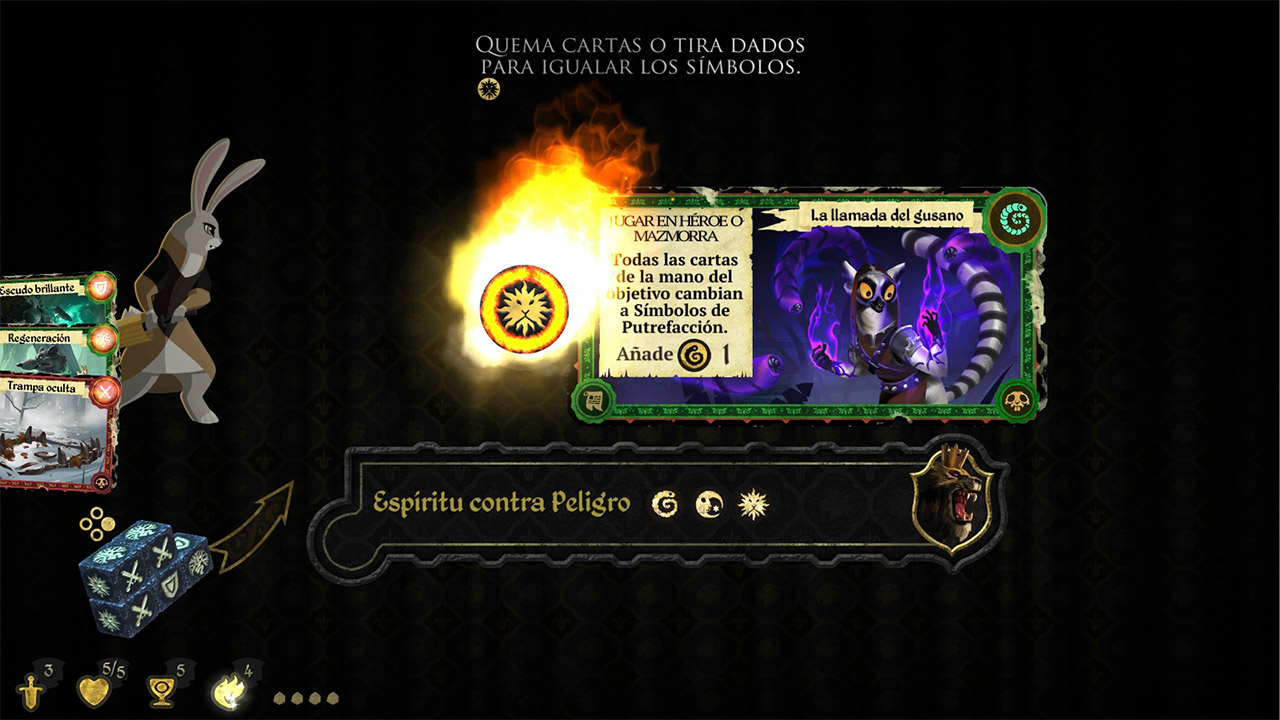 QUEMA CARTAS O TIRA DADOS
PARA IGUALAR LOS SÍMBOLOS.
JUGAR EN HÉROE O
MAZMORRA
Todas las cartas
de la mano del
objetivo cambian
a Símbolos de
Putrefacción.
Añade 1
La llamada del gusano
Escudo brillante
Regeneración
Trampa oculta
Espíritu contra Peligro
3
5/5
5
4